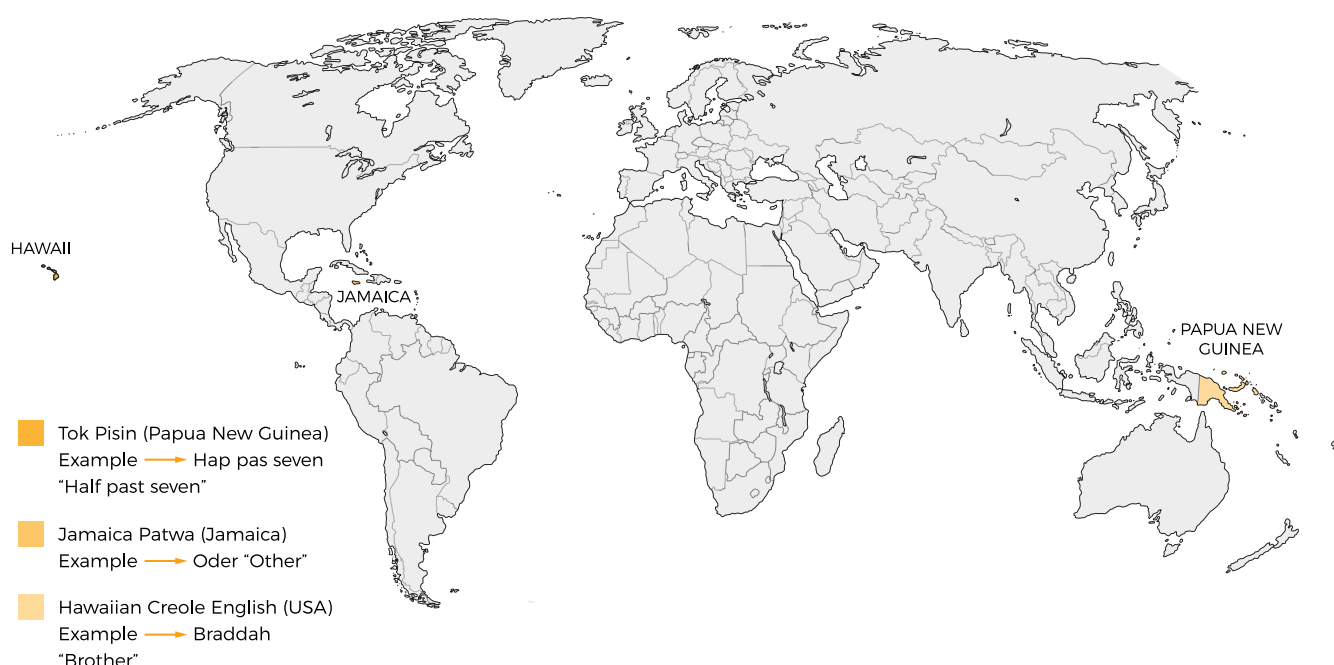 HAWAII
JAMAICA
PAPUA NEW
GUINEA
Tok Pisin (Papua New Guinea)
Example → Hap pas seven
“Half past seven”
Jamaica Patwa (Jamaica)
Example → Oder “Other”
Hawaiian Creole English (USA)
Example → Braddah
“Brother”